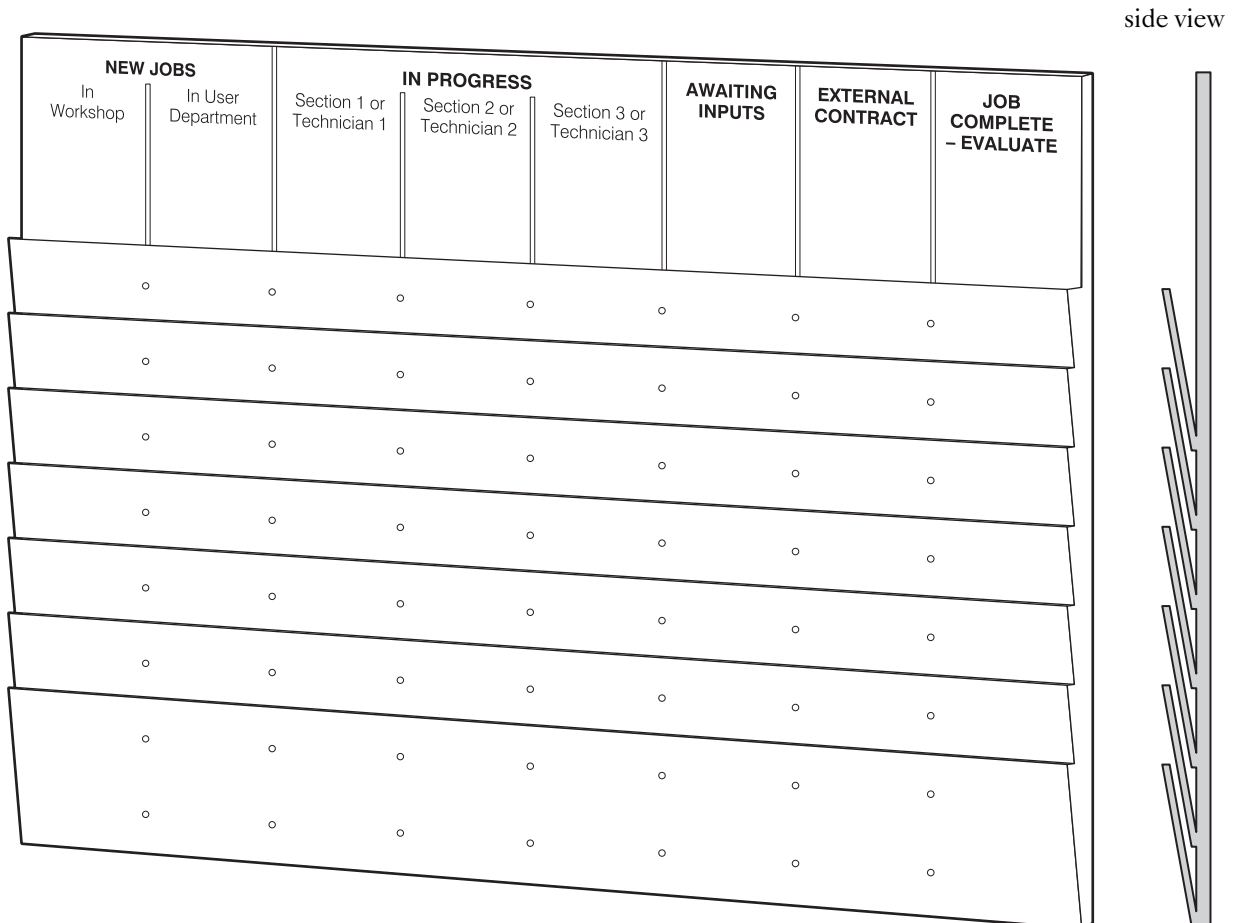 side view
NEW JOBS
In
Workshop
In User
Department
IN PROGRESS
Section 1 or
Technician 1
Section 2 or
Technician 2
Section 3 or
Technician 3
AWAITING
INPUTS
EXTERNAL
CONTRACT
JOB
COMPLETE
– EVALUATE